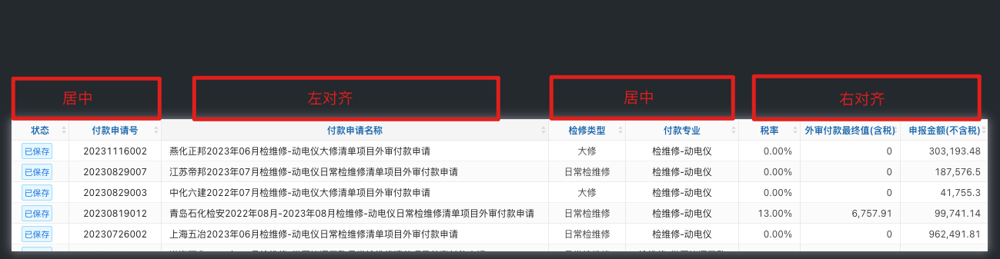 居中 左对齐 居中 右对齐
状态 付款申请号 付款申请名称 检修类型 付款专业 税率 外审付款最终值(含税) 申报金额(不含税)
已保存 20231116002 燕化正邦2023年06月检维修-动电仪大修清单项目外审付款申请 大修 检维修-动电仪 0.00% 0 303,193.48
已保存 20230829007 江苏帝邦2023年07月检维修-动电仪日常检维修清单项目外审付款申请 日常检维修 检维修-动电仪 0.00% 0 187,576.5
已保存 20230829003 中化六建2022年07月检维修-动电仪大修清单项目外审付款申请 大修 检维修-动电仪 0.00% 0 41,755.3
已保存 20230819012 青岛石化检安2022年08月-2023年08月检维修-动电仪日常检维修清单项目外审付款申请 日常检维修 检维修-动电仪 13.00% 6,757.91 99,741.14
已保存 20230726002 上海五冶2023年06月检维修-动电仪日常检维修清单项目外审付款申请 日常检维修 检维修-动电仪 0.00% 0 962,491.81